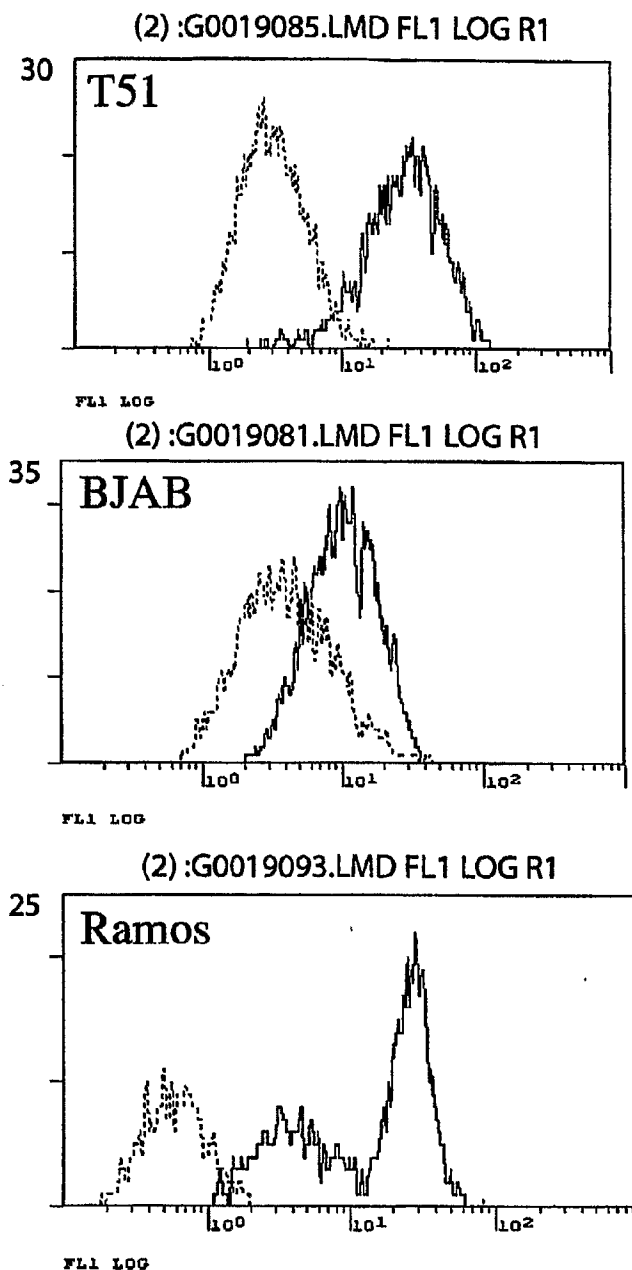 (2) :G0019085.LMD FL1 LOG R1
30
T51
10⁰ 10¹ 10²
FL1 LOG
(2) :G0019081.LMD FL1 LOG R1
35
BJAB
10⁰ 10¹ 10²
FL1 LOG
(2) :G0019093.LMD FL1 LOG R1
25
Ramos
10⁰ 10¹ 10²
FL1 LOG